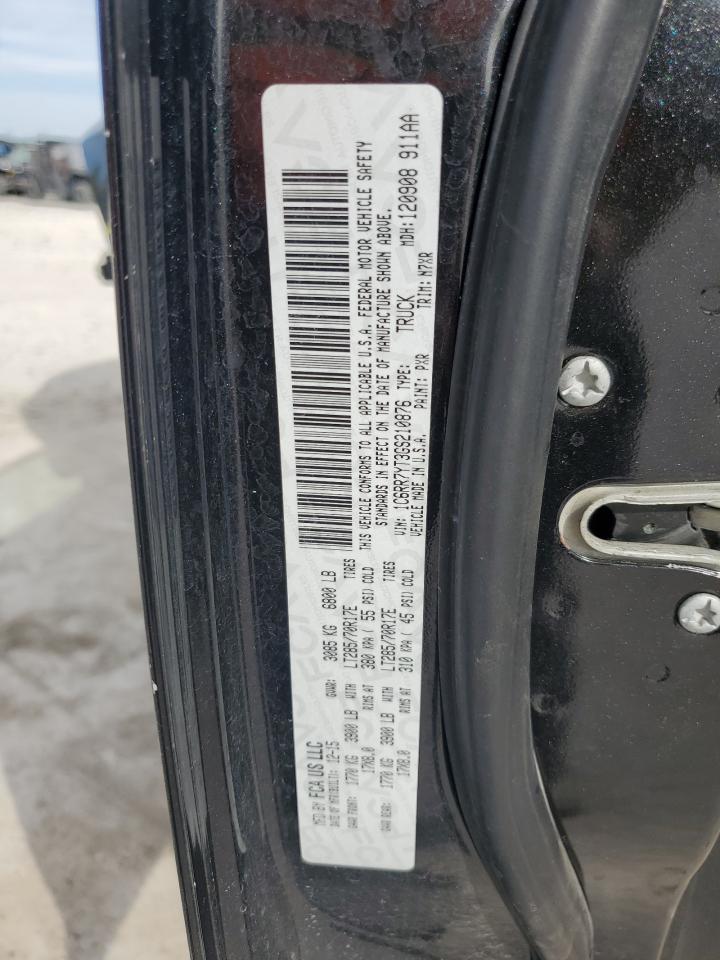 MFD BY FCA US LLC
DATE OF MFR(BUILT): 12-15 GVWR: 3085 KG 6800 LB
GAWR FRONT: 1770 KG 3900 LB WITH LT285/70R17E TIRES
17X8.0 RIMS AT 380 KPA ( 55 PSI) COLD
GAWR REAR: 1770 KG 3900 LB WITH LT285/70R17E TIRES
17X8.0 RIMS AT 310 KPA ( 45 PSI) COLD
THIS VEHICLE CONFORMS TO ALL APPLICABLE U.S.A. FEDERAL MOTOR VEHICLE SAFETY
STANDARDS IN EFFECT ON THE DATE OF MANUFACTURE SHOWN ABOVE.
VIN: 1C6RR7YT3GS210876 TYPE: TRUCK MDH: 120908 911AA
VEHICLE MADE IN U.S.A. PAINT: PXR TRIM: N7XR